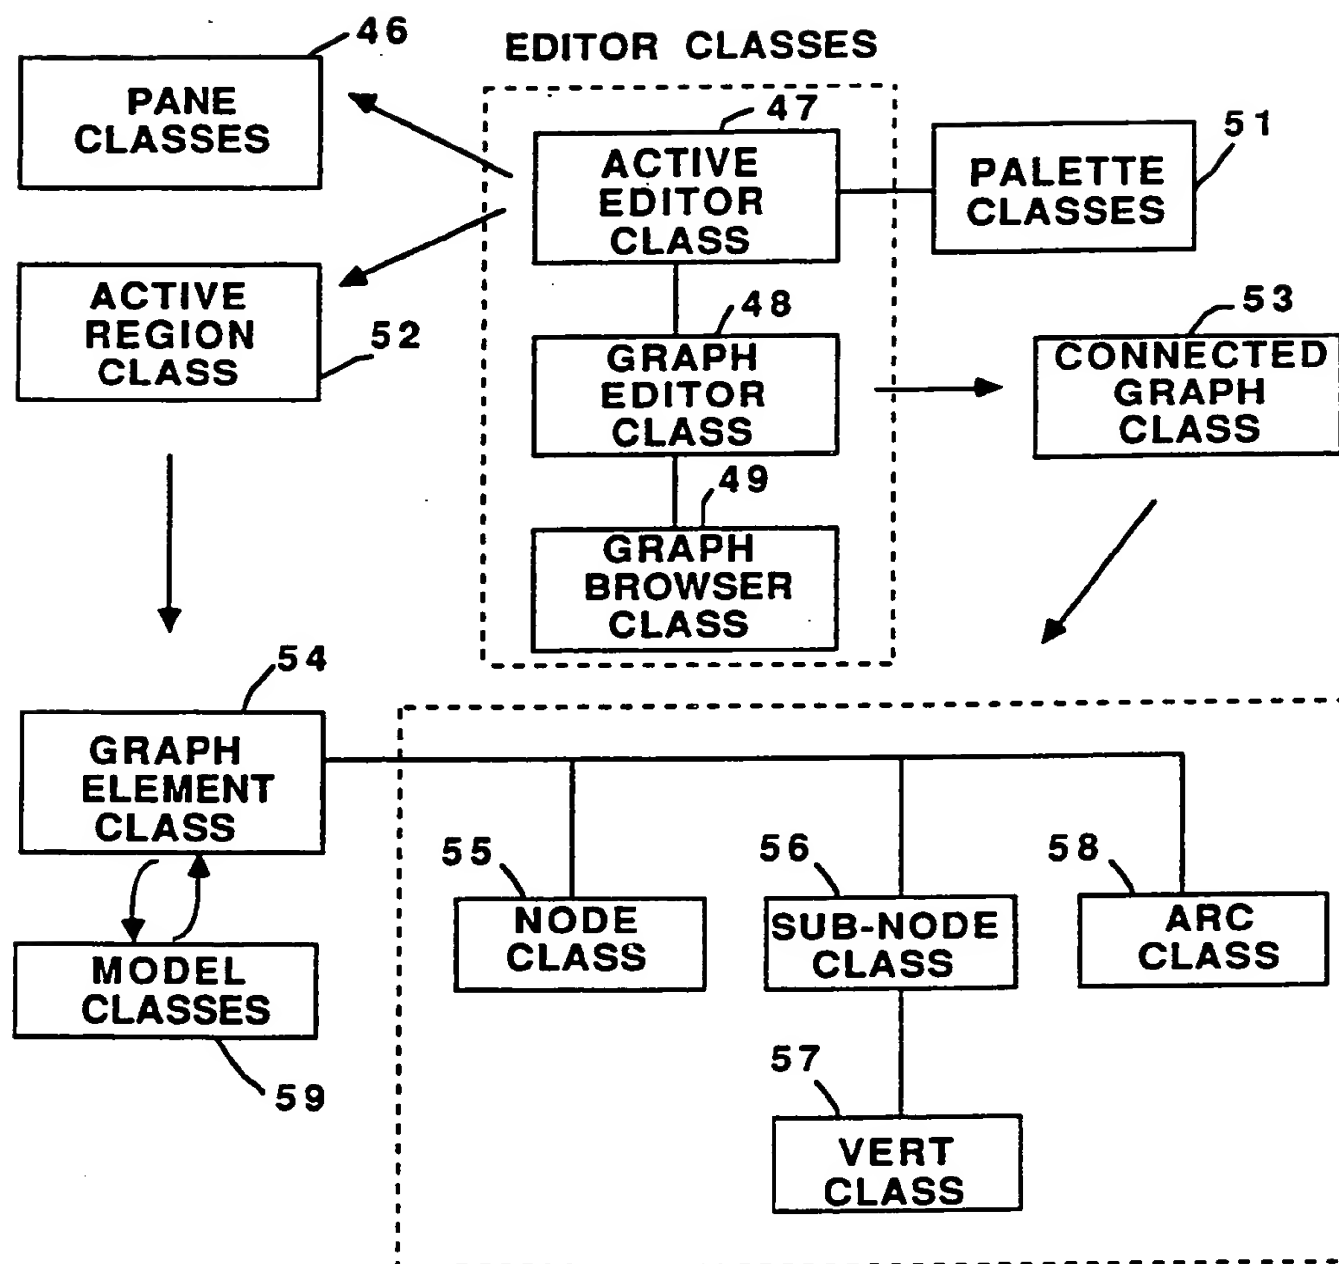 46
EDITOR CLASSES
PANE
CLASSES
47
ACTIVE
EDITOR
CLASS
51
PALETTE
CLASSES
ACTIVE
REGION
CLASS
52
48
GRAPH
EDITOR
CLASS
53
CONNECTED
GRAPH
CLASS
49
GRAPH
BROWSER
CLASS
54
GRAPH
ELEMENT
CLASS
55
NODE
CLASS
56
SUB-NODE
CLASS
58
ARC
CLASS
MODEL
CLASSES
59
57
VERT
CLASS